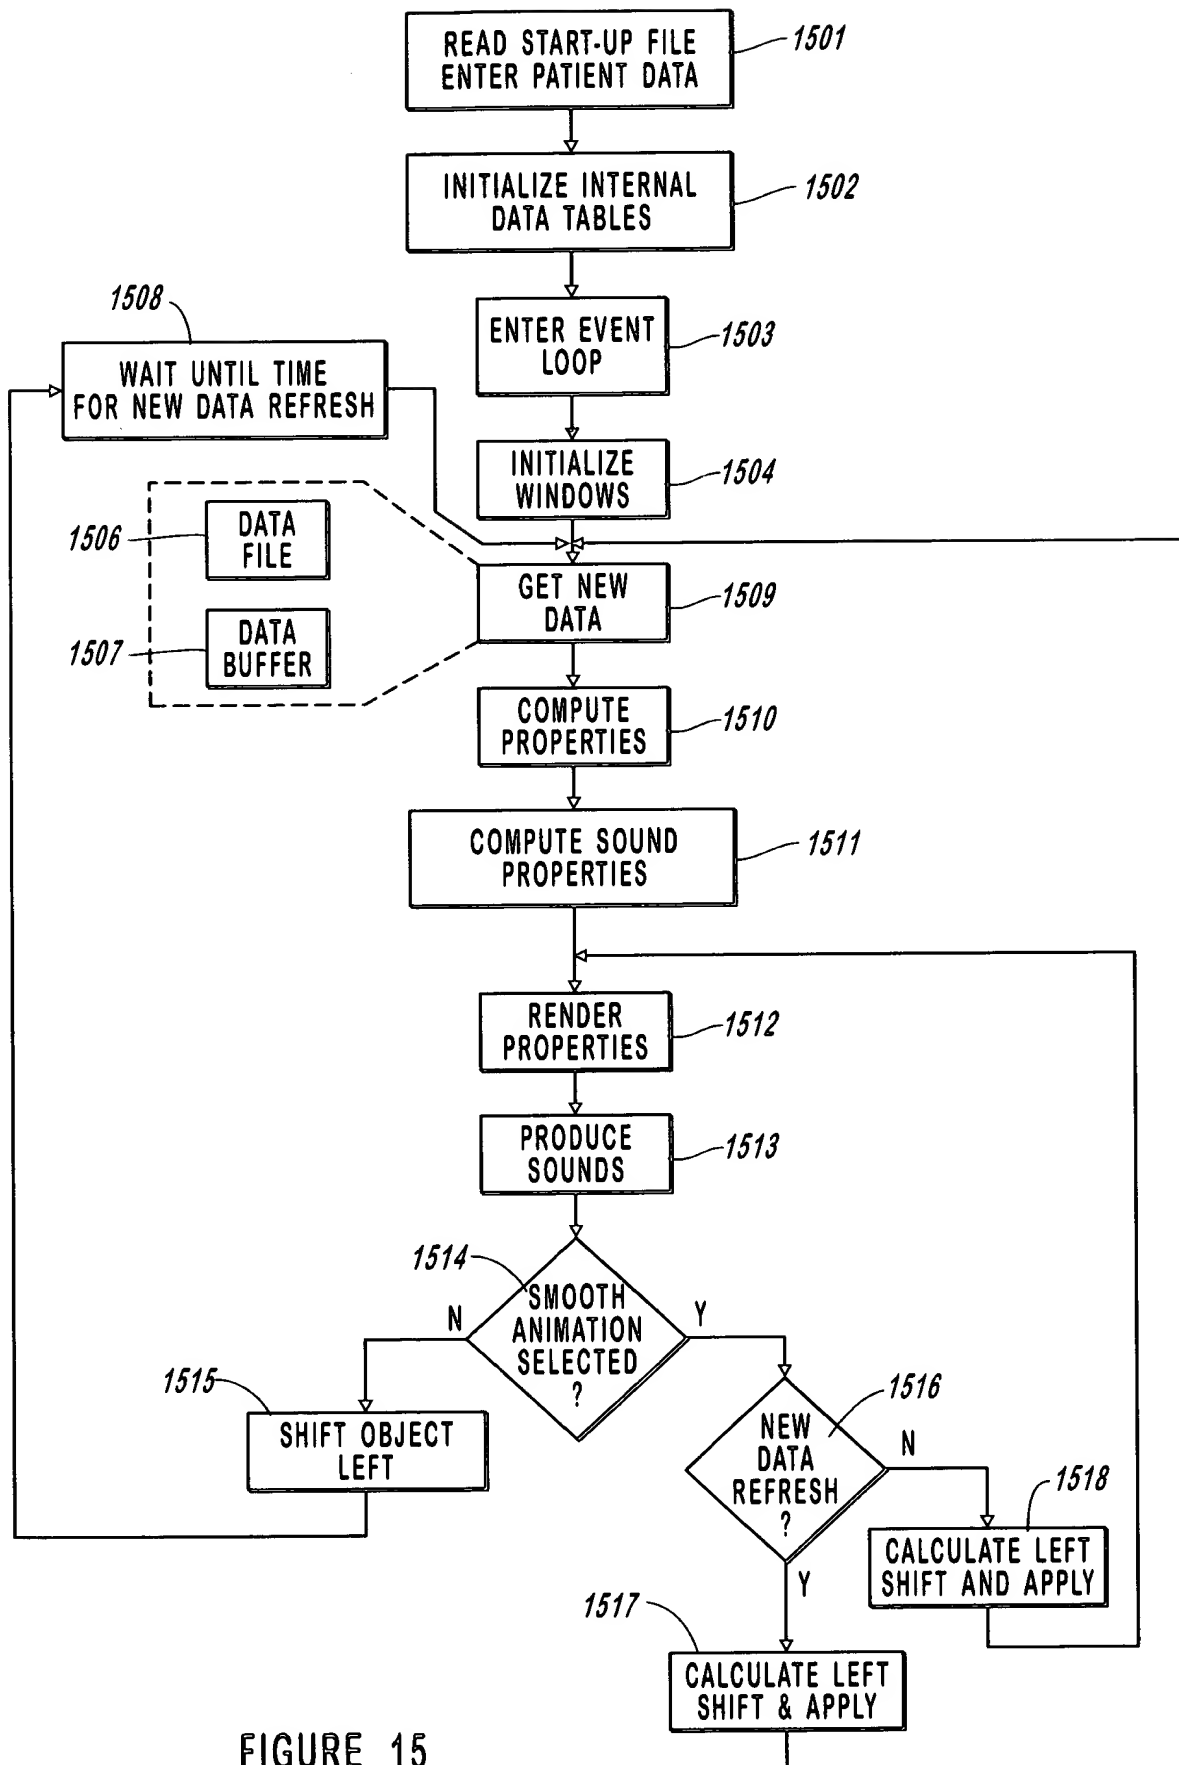 READ START-UP FILE
ENTER PATIENT DATA
1501
INITIALIZE INTERNAL
DATA TABLES
1502
ENTER EVENT
LOOP
1503
1508
WAIT UNTIL TIME
FOR NEW DATA REFRESH
INITIALIZE
WINDOWS
1504
1506
DATA
FILE
1507
DATA
BUFFER
GET NEW
DATA
1509
COMPUTE
PROPERTIES
1510
COMPUTE SOUND
PROPERTIES
1511
RENDER
PROPERTIES
1512
PRODUCE
SOUNDS
1513
1514
SMOOTH
ANIMATION
SELECTED
?
N
Y
1515
SHIFT OBJECT
LEFT
1516
NEW
DATA
REFRESH
?
N
Y
1518
CALCULATE LEFT
SHIFT AND APPLY
1517
CALCULATE LEFT
SHIFT & APPLY
FIGURE 15